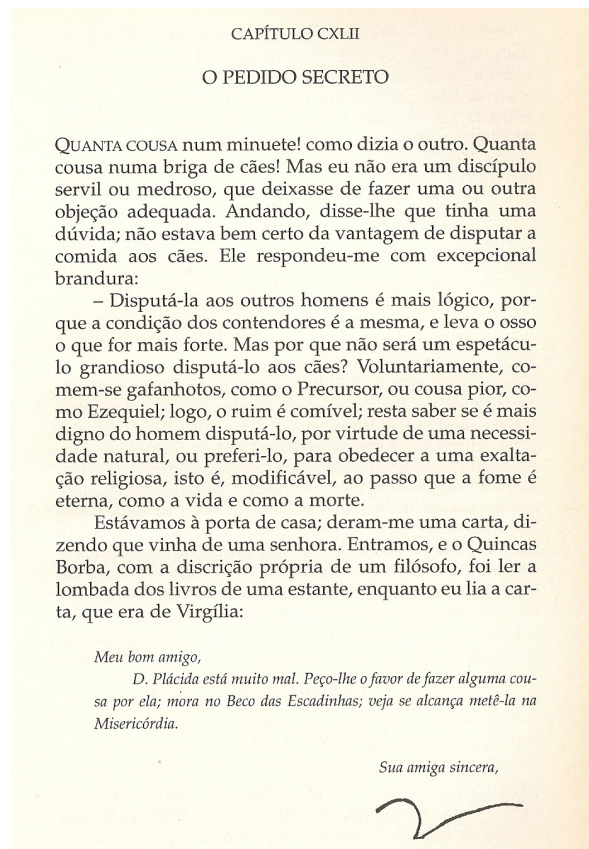 CAPÍTULO CXLII
O PEDIDO SECRETO
QUANTA COUSA num minuete! como dizia o outro. Quanta
cousa numa briga de cães! Mas eu não era um discípulo
servil ou medroso, que deixasse de fazer uma ou outra
objeção adequada. Andando, disse-lhe que tinha uma
dúvida; não estava bem certo da vantagem de disputar a
comida aos cães. Ele respondeu-me com excepcional
brandura:
– Disputá-la aos outros homens é mais lógico, por-
que a condição dos contendores é a mesma, e leva o osso
o que for mais forte. Mas por que não será um espetácu-
lo grandioso disputá-lo aos cães? Voluntariamente, co-
mem-se gafanhotos, como o Precursor, ou cousa pior, co-
mo Ezequiel; logo, o ruim é comível; resta saber se é mais
digno do homem disputá-lo, por virtude de uma necessi-
dade natural, ou preferi-lo, para obedecer a uma exalta-
ção religiosa, isto é, modificável, ao passo que a fome é
eterna, como a vida e como a morte.
Estávamos à porta de casa; deram-me uma carta, di-
zendo que vinha de uma senhora. Entramos, e o Quincas
Borba, com a discrição própria de um filósofo, foi ler a
lombada dos livros de uma estante, enquanto eu lia a car-
ta, que era de Virgília:
Meu bom amigo,
D. Plácida está muito mal. Peço-lhe o favor de fazer alguma cou-
sa por ela; mora no Beco das Escadinhas; veja se alcança metê-la na
Misericórdia.
Sua amiga sincera,